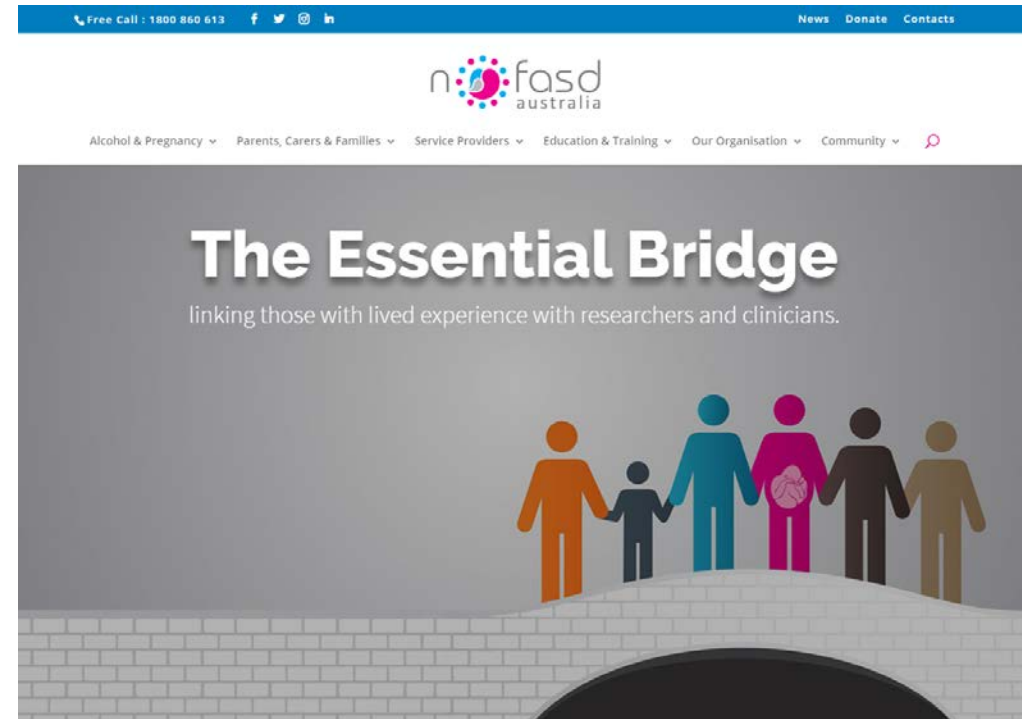 Free Call : 1800 860 613
News Donate Contacts
n fasd
australia
Alcohol & Pregnancy Parents, Carers & Families Service Providers Education & Training Our Organisation Community
The Essential Bridge
linking those with lived experience with researchers and clinicians.